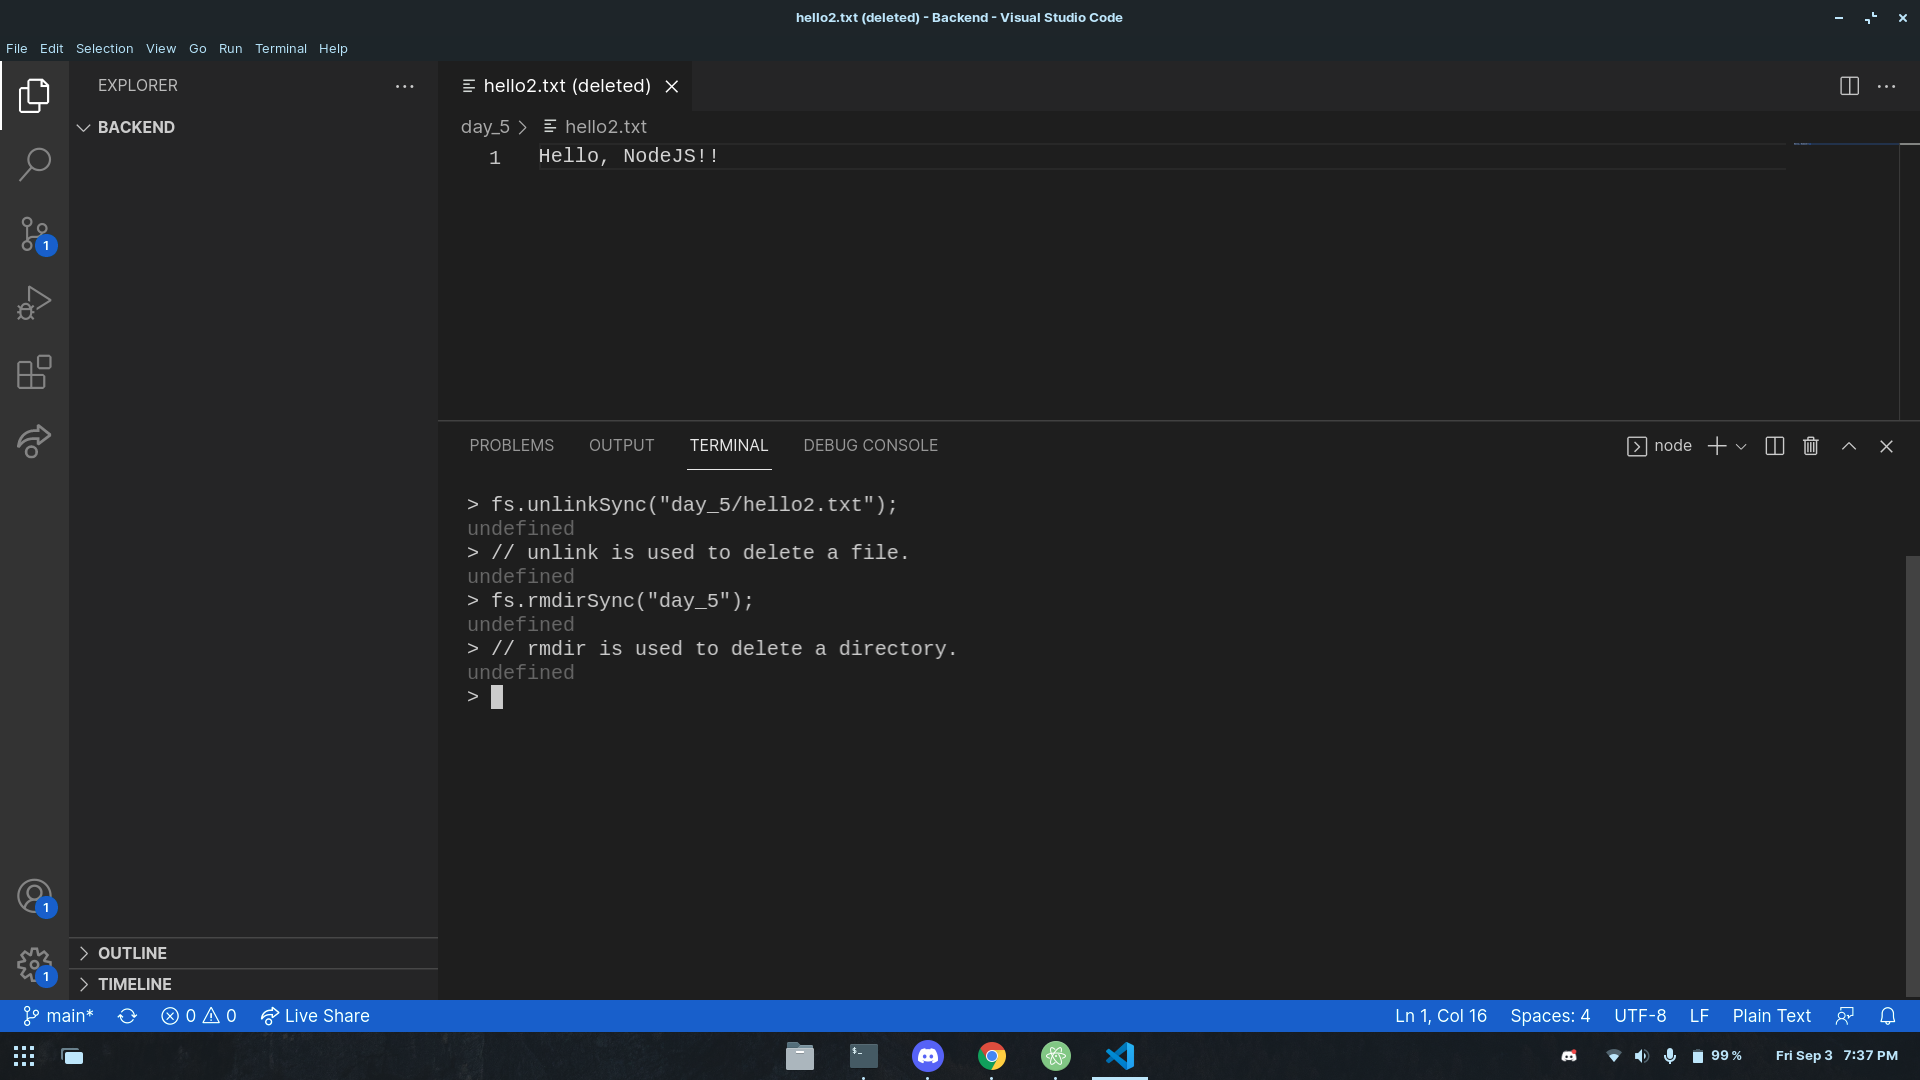 hello2.txt (deleted) - Backend - Visual Studio Code
File Edit Selection View Go Run Terminal Help
EXPLORER
hello2.txt (deleted)
BACKEND
day_5 > hello2.txt
1 Hello, NodeJS!!
1
PROBLEMS OUTPUT TERMINAL DEBUG CONSOLE
node
> fs.unlinkSync("day_5/hello2.txt");
undefined
> // unlink is used to delete a file.
undefined
> fs.rmdirSync("day_5");
undefined
> // rmdir is used to delete a directory.
undefined
>
1
OUTLINE
1
TIMELINE
main* 0 0 Live Share
Ln 1, Col 16 Spaces: 4 UTF-8 LF Plain Text
99 % Fri Sep 3 7:37 PM